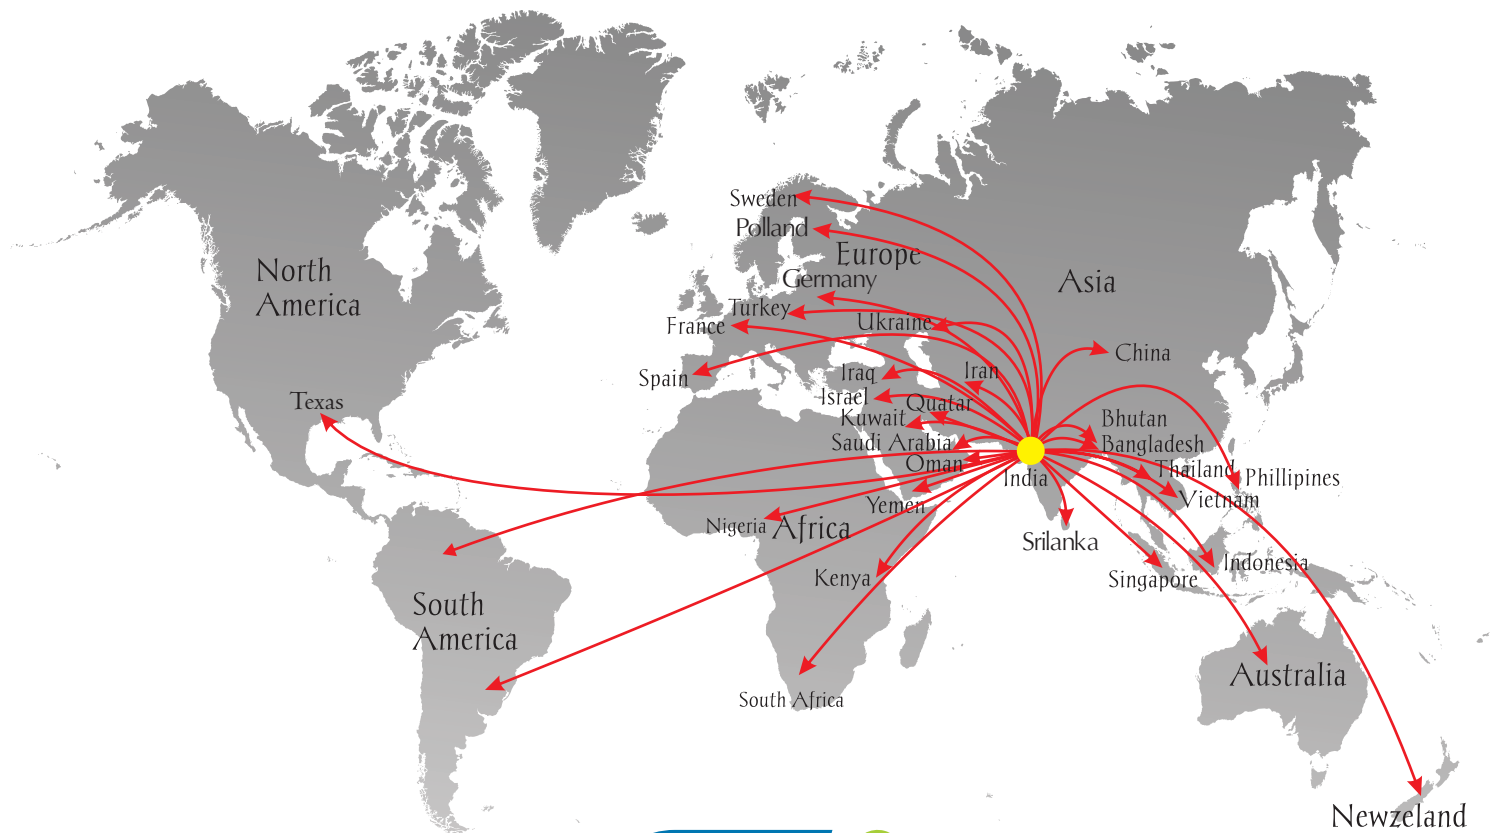 Sweden
Polland
Europe
North
America
Asia
Germany
Turkey
France
Ukraine
China
Spain
Iraq
Iran
Israel
Quatar
Texas
Kuwait
Bhutan
Saudi Arabia
Bangladesh
Oman
Thailand
India
Phillipines
Yemen
Vietnam
Nigeria
Africa
Srilanka
Indonesia
Kenya
Singapore
South
America
Australia
South Africa
Newzeland